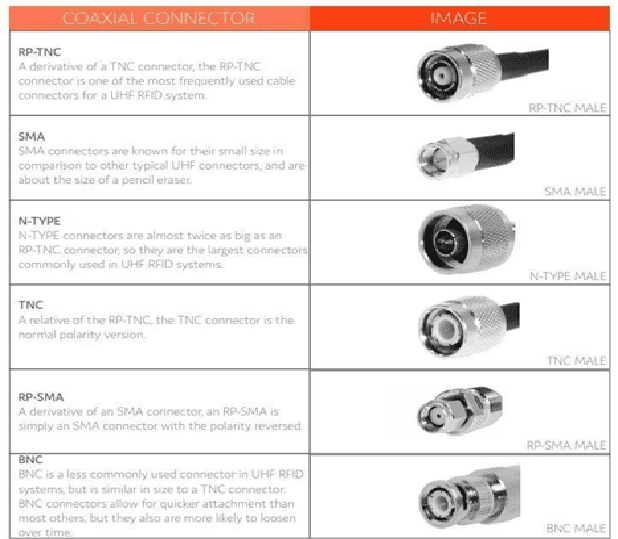 COAXIAL CONNECTOR
IMAGE
RP-TNC
A derivative of a TNC connector, the RP-TNC
connector is one of the most frequently used cable
connectors for a UHF RFID system.
RP-TNC MALE
SMA
SMA connectors are known for their small size in
comparison to other typical UHF connectors, and are
about the size of a pencil eraser.
SMA MALE
N-TYPE
N-TYPE connectors are almost twice as big as an
RP-TNC connector, so they are the largest connectors
commonly used in UHF RFID systems.
N-TYPE MALE
TNC
A relative of the RP-TNC, the TNC connector is the
normal polarity version.
TNC MALE
RP-SMA
A derivative of an SMA connector, an RP-SMA is
simply an SMA connector with the polarity reversed.
RP-SMA MALE
BNC
BNC is a less commonly used connector in UHF RFID
systems, but is similar in size to a TNC connector.
BNC connectors allow for quicker attachment than
most others, but they also are more likely to loosen
over time.
BNC MALE